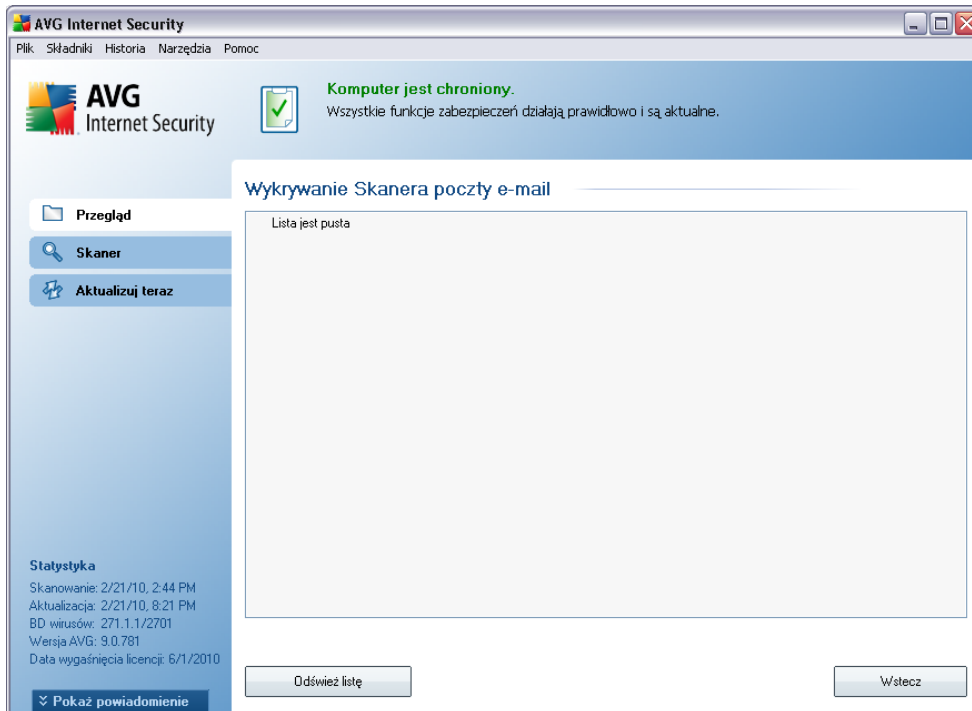 AVG Internet Security
Plik Składniki Historia Narzędzia Pomoc
AVG
Internet Security
Komputer jest chroniony.
Wszystkie funkcje zabezpieczeń działają prawidłowo i są aktualne.
Przegląd
Skaner
Aktualizuj teraz
Wykrywanie Skanera poczty e-mail
Lista jest pusta
Statystyka
Skanowanie: 2/21/10, 2:44 PM
Aktualizacja: 2/21/10, 8:21 PM
BD wirusów: 271.1.1/2701
Wersja AVG: 9.0.781
Data wygaśnięcia licencji: 6/1/2010
Pokaż powiadomienie
Odśwież listę
Wstecz